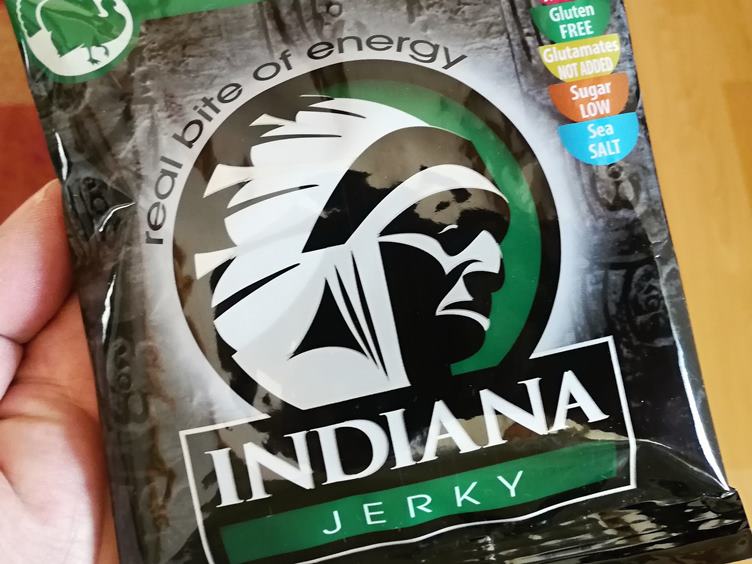 real bite of energy
Gluten
FREE
Glutamates
NOT ADDED
Sugar
LOW
Sea
SALT
INDIANA
JERKY